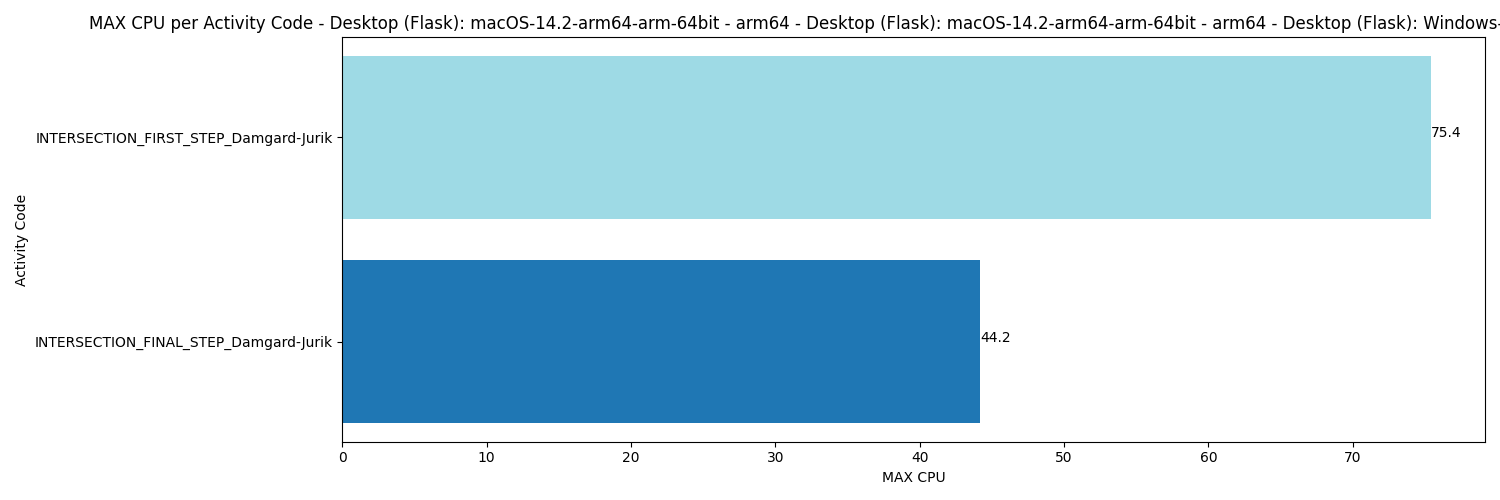 MAX CPU per Activity Code - Desktop (Flask): macOS-14.2-arm64-arm-64bit - arm64 - Desktop (Flask): macOS-14.2-arm64-arm-64bit - arm64 - Desktop (Flask): Windows-
INTERSECTION_FIRST_STEP_Damgard-Jurik
75.4
Activity Code
INTERSECTION_FINAL_STEP_Damgard-Jurik
44.2
0 10 20 30 40 50 60 70
MAX CPU